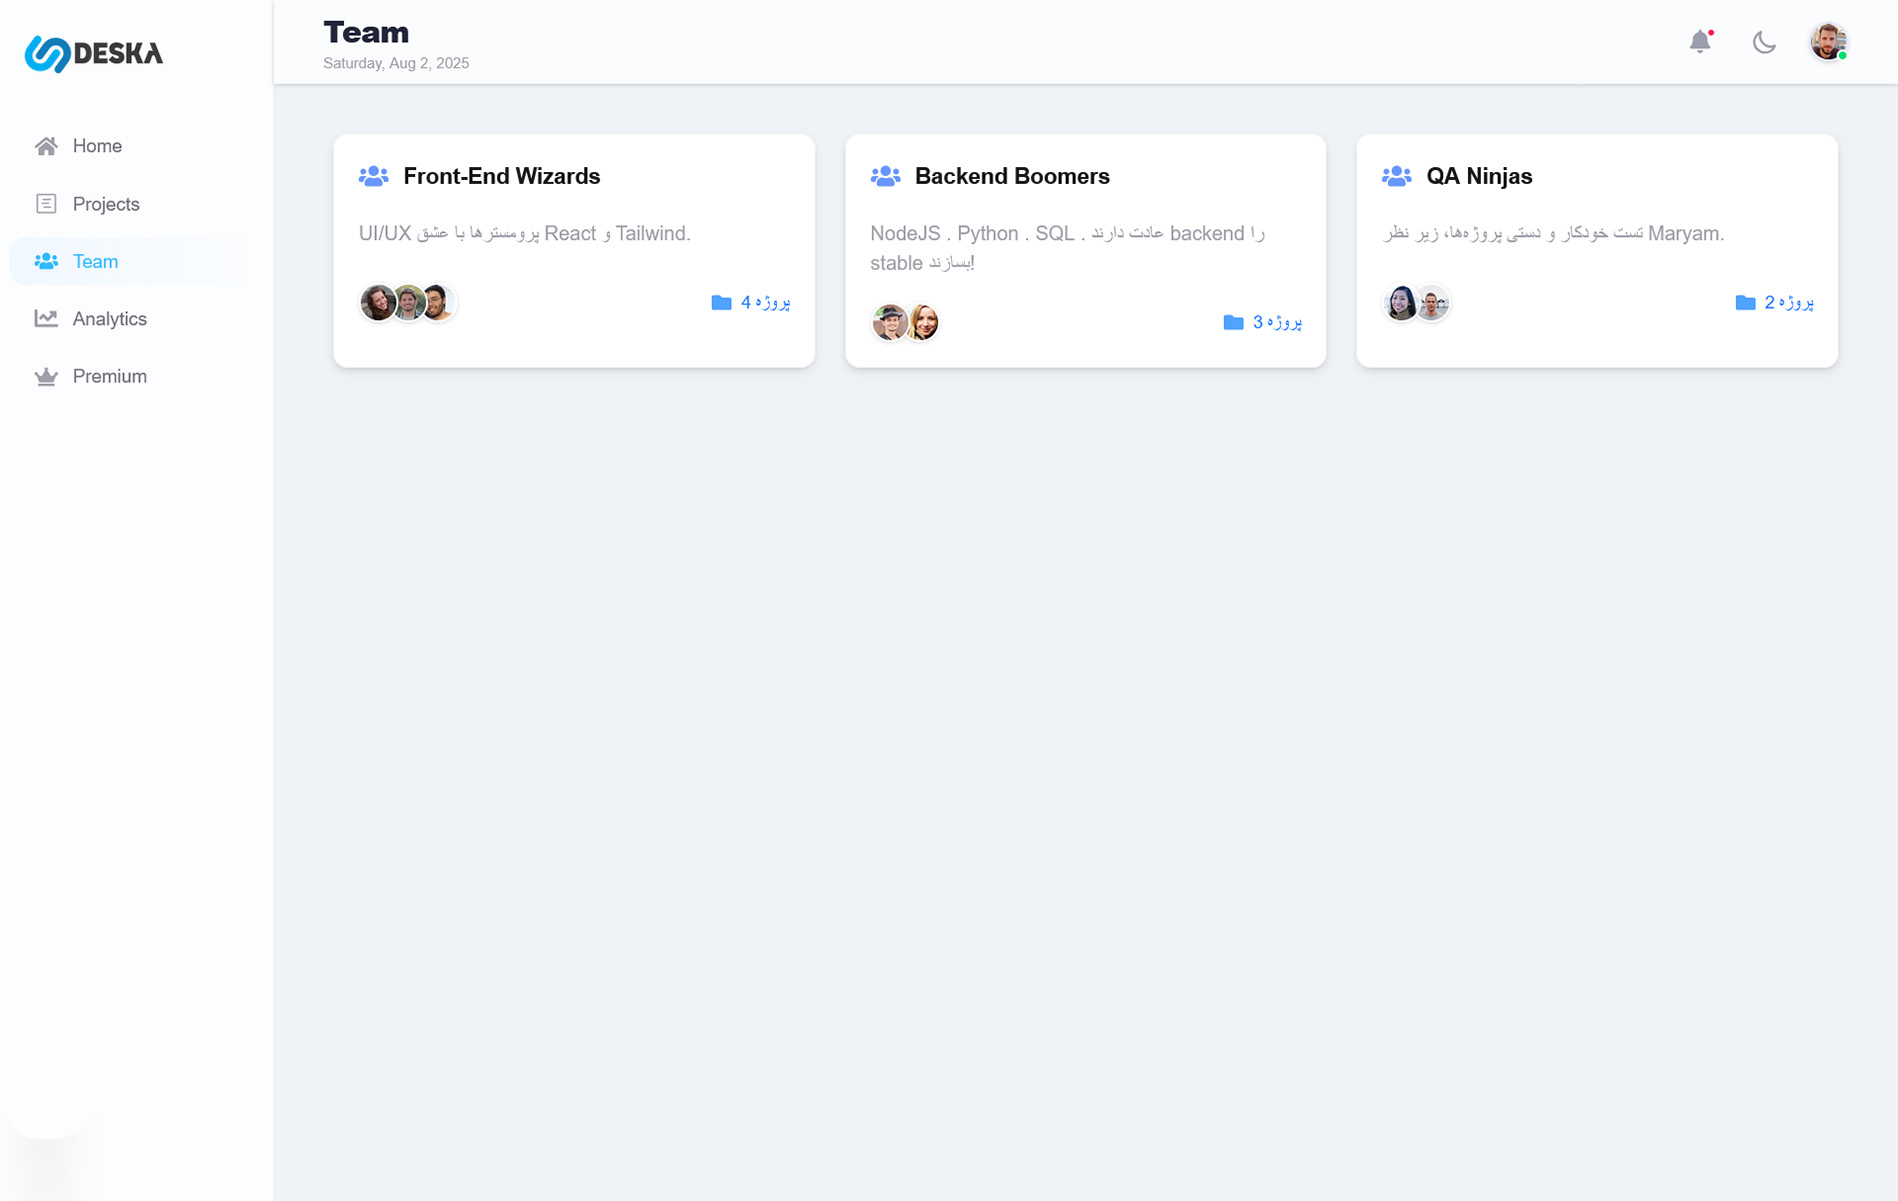 DESKA
Home
Projects
Team
Analytics
Premium
Team
Saturday, Aug 2, 2025
Front-End Wizards
UI/UX پرومسترها با عشق React و Tailwind.
4 پروژه
Backend Boomers
NodeJS . Python . SQL . عادت دارند backend را
stable بسازند!
3 پروژه
QA Ninjas
تست خودکار و دستی پروژه‌ها، زیر نظر Maryam.
2 پروژه